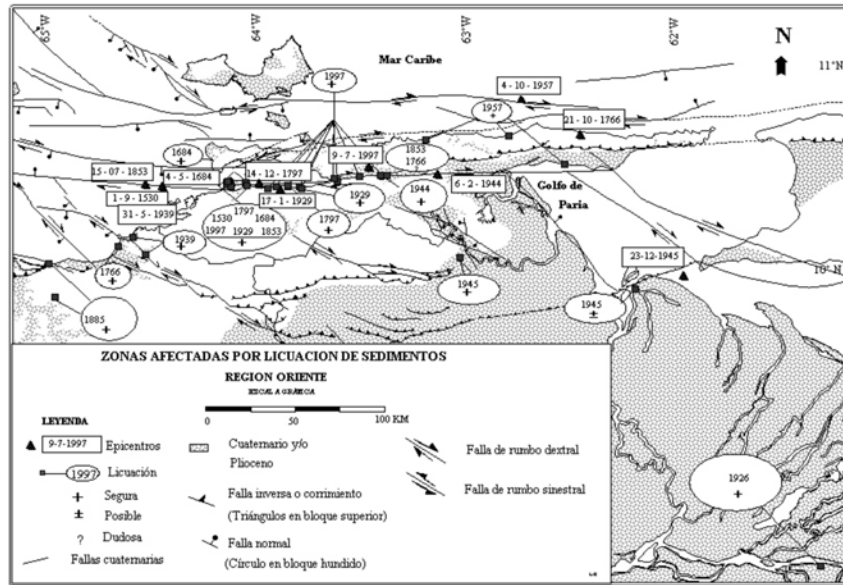 65°W
64°W
63°W
62°W
Mar Caribe
N
11°N
1997
4 - 10 - 1957
1957
21 - 10 - 1766
1684
9 - 7 - 1997
1853
1766
15 - 07 - 1853
4 - 5 - 1684
14 - 12 - 1797
6 - 2 - 1944
Golfo de
Paria
1 - 9 - 1530
17 - 1 - 1929
31 - 5 - 1939
1797
1530 1684
1997 1929 1853
1929
1944
1797
1939
23-12-1945
10° N
1766
1945
1945
1885
ZONAS AFECTADAS POR LICUACION DE SEDIMENTOS
REGION ORIENTE
ESCALA GRÁFICA
0 50 100 KM
LEYENDA
9-7-1997 Epicentros
Cuaternario y/o
Plioceno
Falla de rumbo dextral
1997 Licuación
Segura
Falla inversa o corrimiento
(Triángulos en bloque superior)
Falla de rumbo sinestral
Posible
? Dudosa
Falla normal
(Círculo en bloque hundido)
Fallas cuaternarias
1926